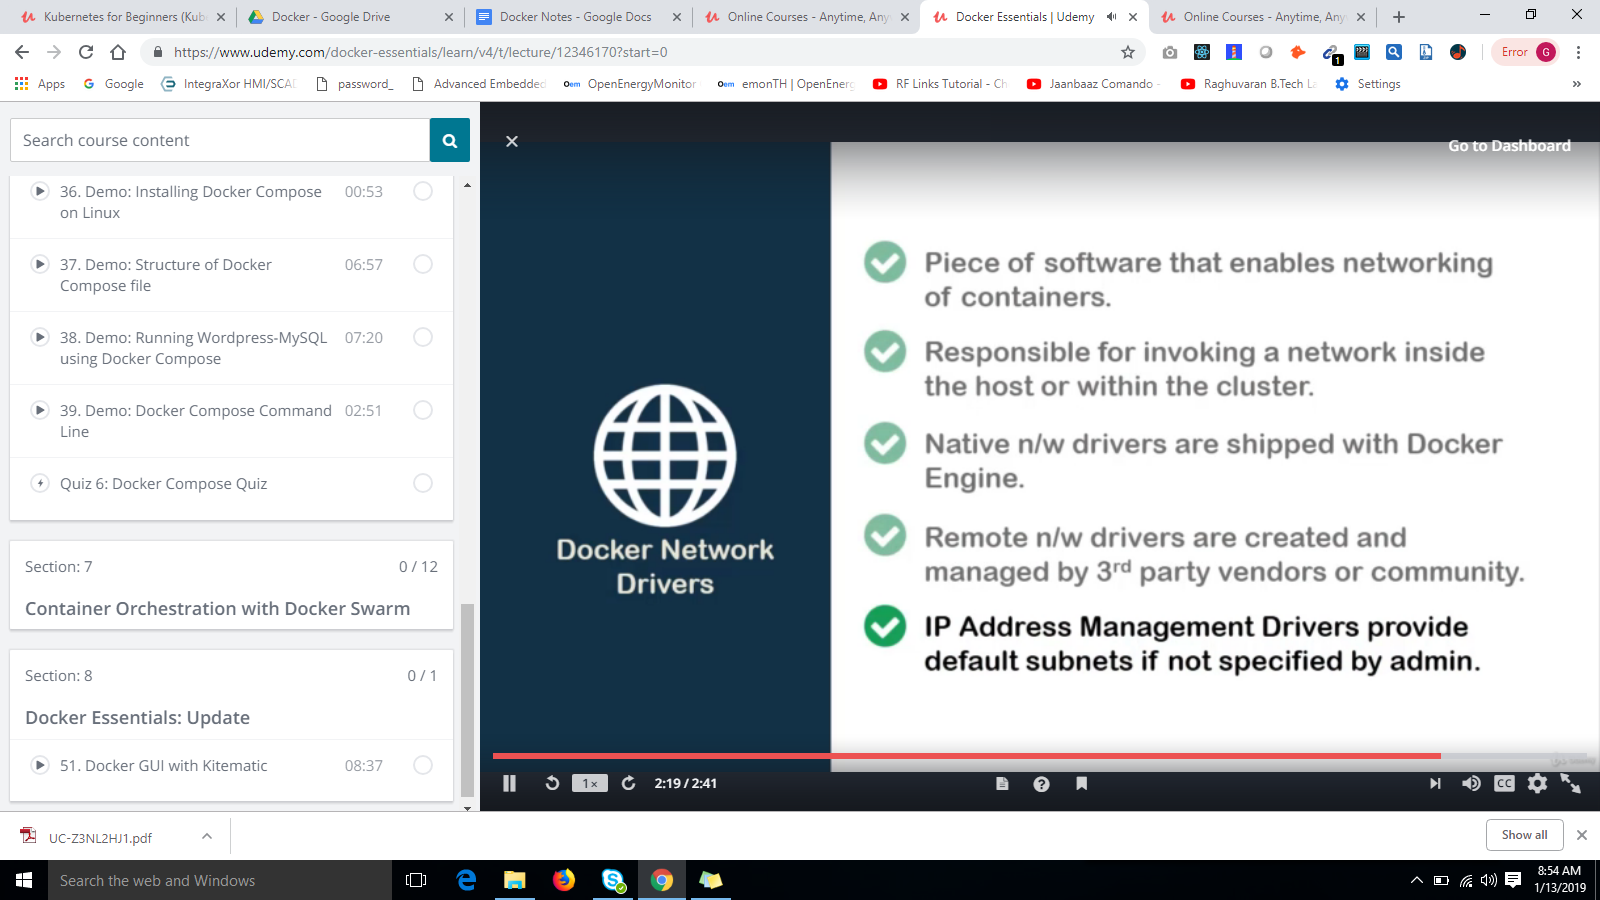 Kubernetes for Beginners (Kub
Docker - Google Drive
Docker Notes - Google Docs
Online Courses - Anytime, Any
Docker Essentials | Udemy
Online Courses - Anytime, Any
https://www.udemy.com/docker-essentials/learn/v4/t/lecture/12346170?start=0
1
Error G
Apps
Google
IntegraXor HMI/SCAD
password_
Advanced Embedded
OpenEnergyMonitor
emonTH | OpenEnerg
RF Links Tutorial - Ch
Jaanbaaz Comando -
Raghuvaran B.Tech La
Settings
»
Search course content
Go to Dashboard
36. Demo: Installing Docker Compose 00:53
on Linux
37. Demo: Structure of Docker 06:57
Compose file
38. Demo: Running Wordpress-MySQL 07:20
using Docker Compose
39. Demo: Docker Compose Command 02:51
Line
Quiz 6: Docker Compose Quiz
Section: 7 0 / 12
Container Orchestration with Docker Swarm
Section: 8 0 / 1
Docker Essentials: Update
51. Docker GUI with Kitematic 08:37
Docker Network
Drivers
Piece of software that enables networking
of containers.
Responsible for invoking a network inside
the host or within the cluster.
Native n/w drivers are shipped with Docker
Engine.
Remote n/w drivers are created and
managed by 3rd party vendors or community.
IP Address Management Drivers provide
default subnets if not specified by admin.
1× 2:19 / 2:41
CC
UC-Z3NL2HJ1.pdf
Show all
Search the web and Windows
8:54 AM
1/13/2019